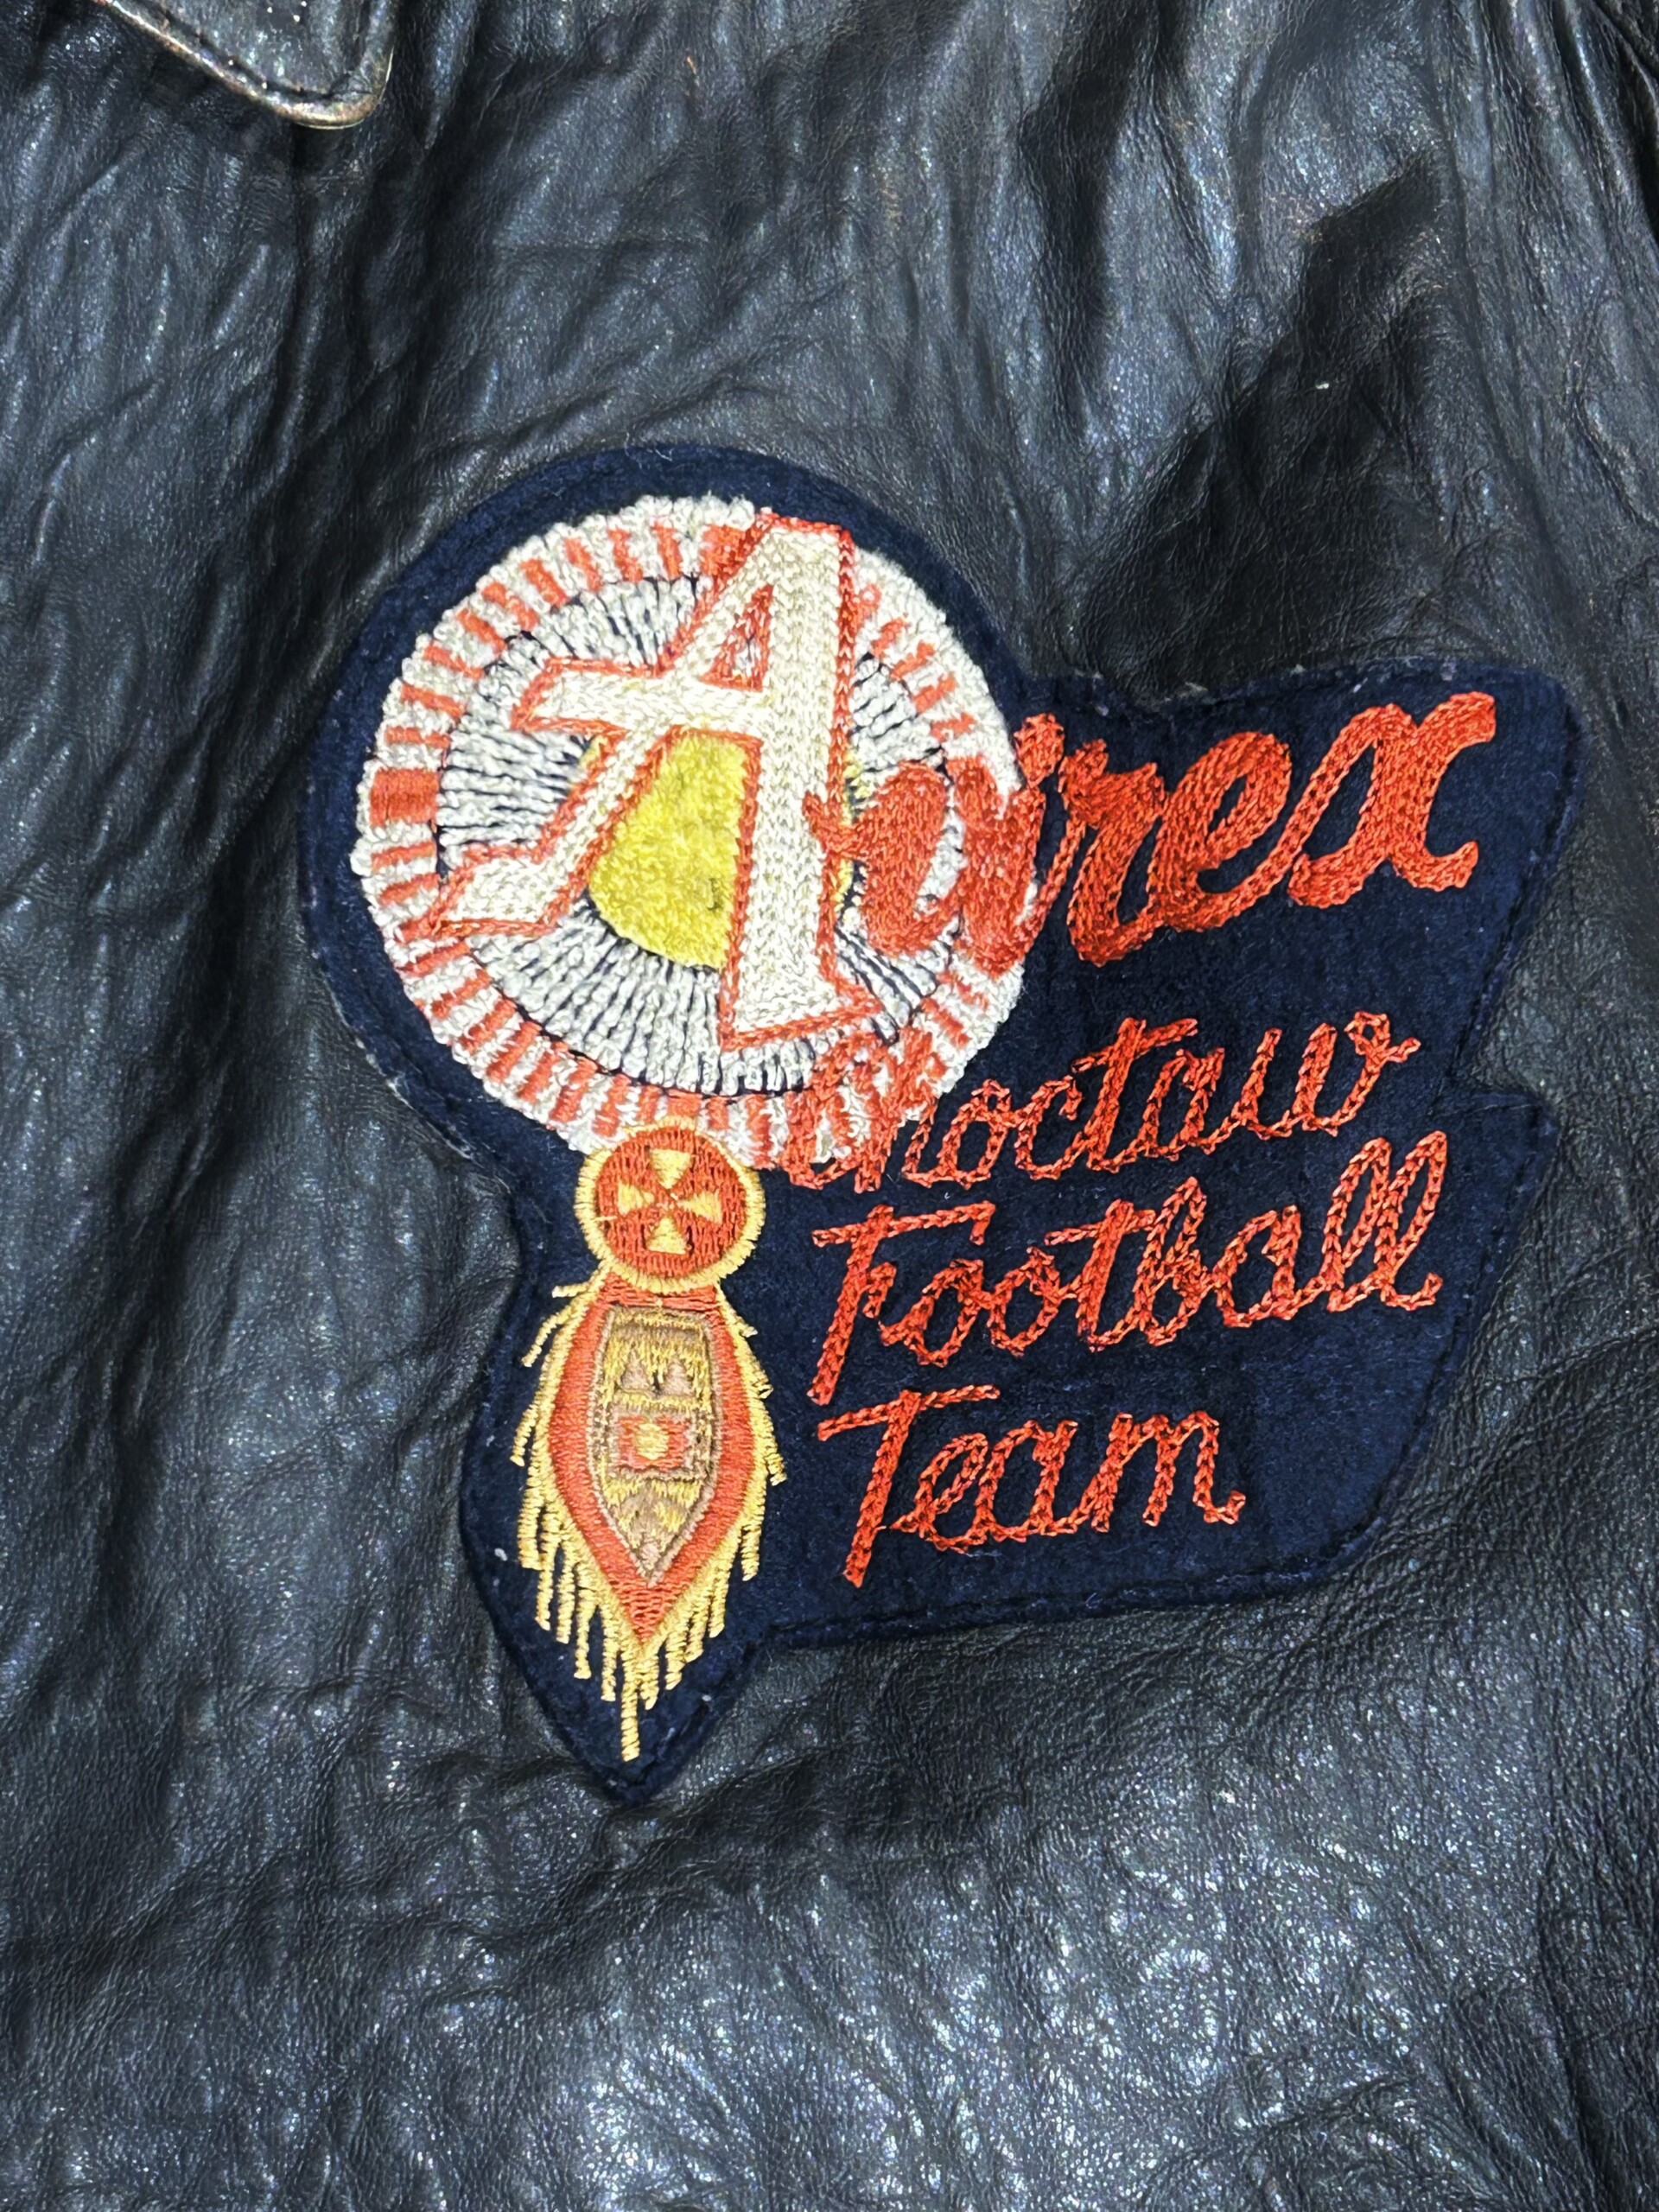 Avirex
Choctaw
Football
Team